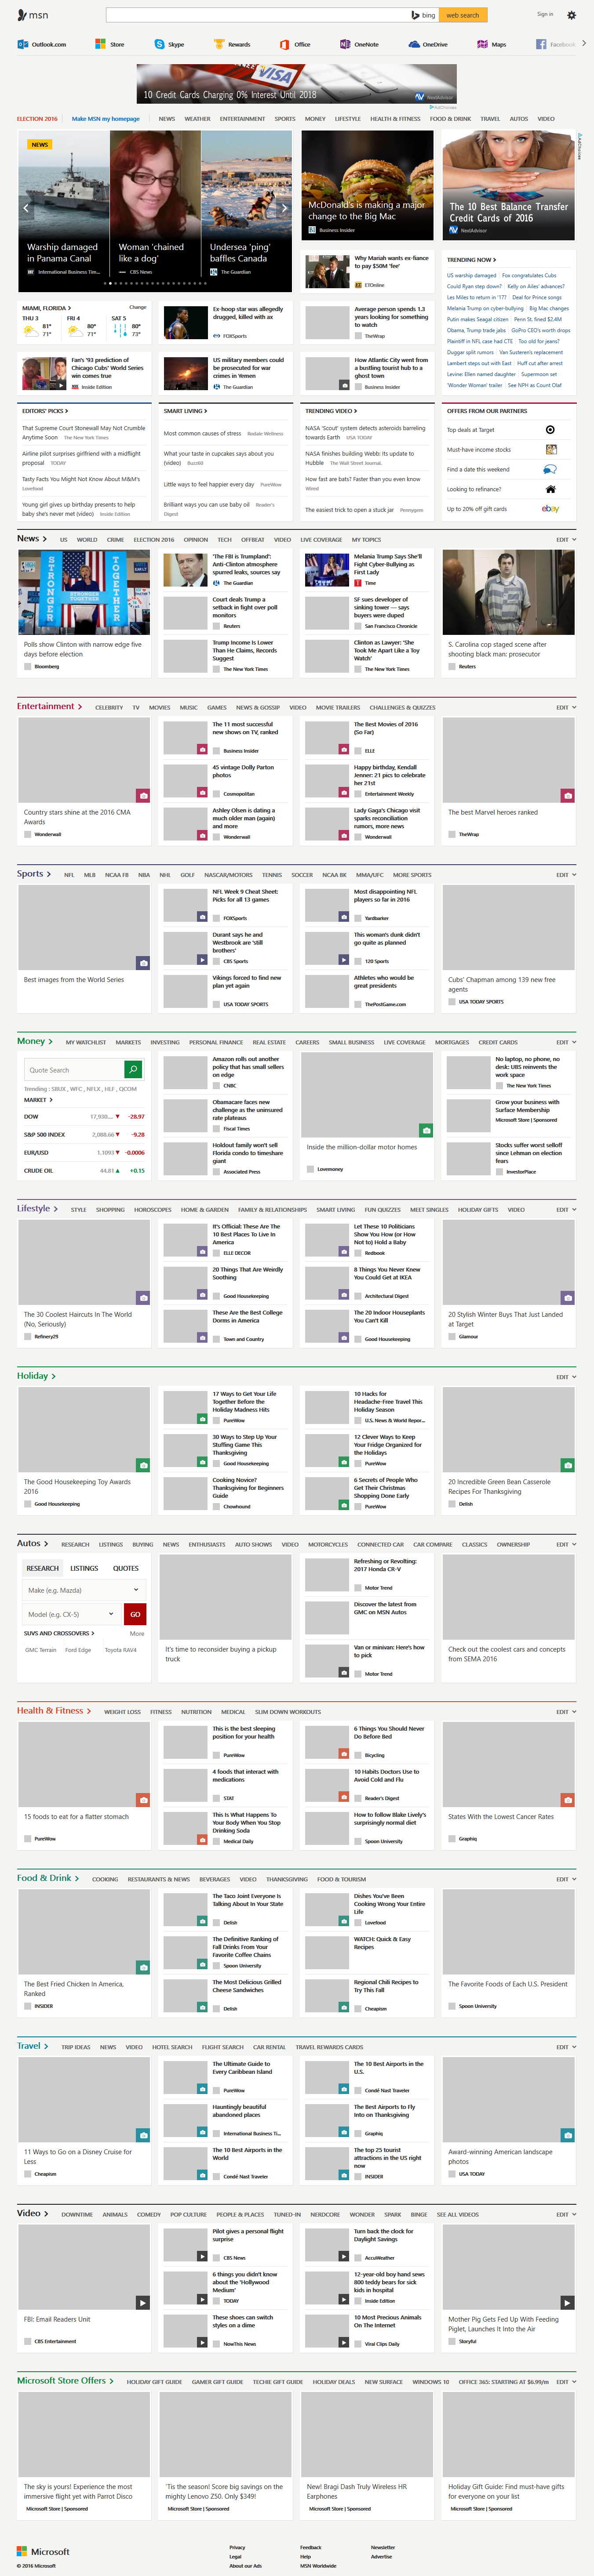 msn
bing
web search
Sign in
Outlook.com
Store
Skype
Rewards
Office
OneNote
OneDrive
Maps
Facebook
VISA
10 Credit Cards Charging 0% Interest Until 2018
NextAdvisor
AdChoices
ELECTION 2016
Make MSN my homepage
NEWS WEATHER ENTERTAINMENT SPORTS MONEY LIFESTYLE HEALTH & FITNESS FOOD & DRINK TRAVEL AUTOS VIDEO
NEWS
Warship damaged
in Panama Canal
International Business Tim...
Woman 'chained
like a dog'
CBS News
Undersea 'ping'
baffles Canada
The Guardian
McDonald's is making a major
change to the Big Mac
Business Insider
AdChoices
The 10 Best Balance Transfer
Credit Cards of 2016
NextAdvisor
Why Mariah wants ex-fiance
to pay $50M 'fee'
ETOnline
TRENDING NOW
US warship damaged Fox congratulates Cubs
Could Ryan step down? Kelly on Ailes' advances?
Les Miles to return in '17? Deal for Prince songs
Melania Trump on cyber-bullying Big Mac changes
Putin makes Seagal citizen Penn St. fined $2.4M
Obama, Trump trade jabs GoPro CEO's worth drops
Plaintiff in NFL case had CTE Too old for jeans?
Duggar split rumors Van Susteren's replacement
Lambert steps out with East Huff cut after arrest
Levine: Ellen named daughter Supermoon set
'Wonder Woman' trailer See NPH as Count Olaf
MIAMI, FLORIDA
Change
THU 3 FRI 4 SAT 5
81° 80° 80°
71° 71° 73°
Ex-hoop star was allegedly
drugged, killed with ax
FOXSports
Average person spends 1.3
years looking for something
to watch
TheWrap
Fan's '93 prediction of
Chicago Cubs' World Series
win comes true
Inside Edition
US military members could
be prosecuted for war
crimes in Yemen
The Guardian
How Atlantic City went from
a bustling tourist hub to a
ghost town
Business Insider
EDITORS' PICKS
That Supreme Court Stonewall May Not Crumble
Anytime Soon The New York Times
Airline pilot surprises girlfriend with a midflight
proposal TODAY
Tasty Facts You Might Not Know About M&M's
Lovefood
Young girl gives up birthday presents to help
baby she's never met (video) Inside Edition
SMART LIVING
Most common causes of stress Rodale Wellness
What your taste in cupcakes says about you
(video) Buzz60
Little ways to feel happier every day PureWow
Brilliant ways you can use baby oil Reader's
Digest
TRENDING VIDEO
NASA 'Scout' system detects asteroids barreling
towards Earth USA TODAY
NASA finishes building Webb: Its update to
Hubble The Wall Street Journal.
How fast are bats? Faster than you even know
Wired
The easiest trick to open a stuck jar Pennygem
OFFERS FROM OUR PARTNERS
Top deals at Target
Must-have income stocks
Find a date this weekend
Looking to refinance?
Up to 20% off gift cards
ebay
News
US WORLD CRIME ELECTION 2016 OPINION TECH OFFBEAT VIDEO LIVE COVERAGE MY TOPICS EDIT
STRONGER TOGETHER
Polls show Clinton with narrow edge five
days before election
Bloomberg
'The FBI is Trumpland':
Anti-Clinton atmosphere
spurred leaks, sources say
The Guardian
Court deals Trump a
setback in fight over poll
monitors
Reuters
Trump Income Is Lower
Than He Claims, Records
Suggest
The New York Times
Melania Trump Says She'll
Fight Cyber-Bullying as
First Lady
Time
SF sues developer of
sinking tower — says
buyers were duped
San Francisco Chronicle
Clinton as Lawyer: 'She
Took Me Apart Like a Toy
Watch'
The New York Times
S. Carolina cop staged scene after
shooting black man: prosecutor
Reuters
Entertainment
CELEBRITY TV MOVIES MUSIC GAMES NEWS & GOSSIP VIDEO MOVIE TRAILERS CHALLENGES & QUIZZES EDIT
Country stars shine at the 2016 CMA
Awards
Wonderwall
The 11 most successful
new shows on TV, ranked
Business Insider
45 vintage Dolly Parton
photos
Cosmopolitan
Ashley Olsen is dating a
much older man (again)
and more
Wonderwall
The Best Movies of 2016
(So Far)
ELLE
Happy birthday, Kendall
Jenner: 21 pics to celebrate
her 21st
Entertainment Weekly
Lady Gaga's Chicago visit
sparks reconciliation
rumors, more news
Wonderwall
The best Marvel heroes ranked
TheWrap
Sports
NFL MLB NCAA FB NBA NHL GOLF NASCAR/MOTORS TENNIS SOCCER NCAA BK MMA/UFC MORE SPORTS EDIT
Best images from the World Series
NFL Week 9 Cheat Sheet:
Picks for all 13 games
FOXSports
Durant says he and
Westbrook are 'still
brothers'
CBS Sports
Vikings forced to find new
plan yet again
USA TODAY SPORTS
Most disappointing NFL
players so far in 2016
Yardbarker
This woman's dunk didn't
go quite as planned
120 Sports
Athletes who would be
great presidents
ThePostGame.com
Cubs' Chapman among 139 new free
agents
USA TODAY SPORTS
Money
MY WATCHLIST MARKETS INVESTING PERSONAL FINANCE REAL ESTATE CAREERS SMALL BUSINESS LIVE COVERAGE MORTGAGES CREDIT CARDS EDIT
Quote Search
Trending : SBUX , WFC , NFLX , HLF , QCOM
MARKET
DOW 17,930.... -28.97
S&P 500 INDEX 2,088.66 -9.28
EUR/USD 1.1093 -0.0006
CRUDE OIL 44.81 +0.15
Amazon rolls out another
policy that has small sellers
on edge
CNBC
Obamacare faces new
challenge as the uninsured
rate plateaus
Fiscal Times
Holdout family won't sell
Florida condo to timeshare
giant
Associated Press
Inside the million-dollar motor homes
Lovemoney
No laptop, no phone, no
desk: UBS reinvents the
work space
The New York Times
Grow your business with
Surface Membership
Microsoft Store | Sponsored
Stocks suffer worst selloff
since Lehman on election
fears
InvestorPlace
Lifestyle
STYLE SHOPPING HOROSCOPES HOME & GARDEN FAMILY & RELATIONSHIPS SMART LIVING FUN QUIZZES MEET SINGLES HOLIDAY GIFTS VIDEO EDIT
The 30 Coolest Haircuts In The World
(No, Seriously)
Refinery29
It's Official: These Are The
10 Best Places To Live In
America
ELLE DECOR
20 Things That Are Weirdly
Soothing
Good Housekeeping
These Are the Best College
Dorms in America
Town and Country
Let These 10 Politicians
Show You How (or How
Not to) Hold a Baby
Redbook
8 Things You Never Knew
You Could Get at IKEA
Architectural Digest
The 20 Indoor Houseplants
You Can't Kill
Good Housekeeping
20 Stylish Winter Buys That Just Landed
at Target
Glamour
Holiday
EDIT
The Good Housekeeping Toy Awards
2016
Good Housekeeping
17 Ways to Get Your Life
Together Before the
Holiday Madness Hits
PureWow
30 Ways to Step Up Your
Stuffing Game This
Thanksgiving
Good Housekeeping
Cooking Novice?
Thanksgiving for Beginners
Guide
Chowhound
10 Hacks for
Headache-Free Travel This
Holiday Season
U.S. News & World Repor...
12 Clever Ways to Keep
Your Fridge Organized for
the Holidays
PureWow
6 Secrets of People Who
Get Their Christmas
Shopping Done Early
PureWow
20 Incredible Green Bean Casserole
Recipes For Thanksgiving
Delish
Autos
RESEARCH LISTINGS BUYING NEWS ENTHUSIASTS AUTO SHOWS VIDEO MOTORCYCLES CONNECTED CAR CAR COMPARE CLASSICS OWNERSHIP EDIT
RESEARCH LISTINGS QUOTES
Make (e.g. Mazda)
Model (e.g. CX-5)
GO
SUVS AND CROSSOVERS
More
GMC Terrain Ford Edge Toyota RAV4
It's time to reconsider buying a pickup
truck
Refreshing or Revolting:
2017 Honda CR-V
Motor Trend
Discover the latest from
GMC on MSN Autos
Van or minivan: Here's how
to pick
Motor Trend
Check out the coolest cars and concepts
from SEMA 2016
Health & Fitness
WEIGHT LOSS FITNESS NUTRITION MEDICAL SLIM DOWN WORKOUTS EDIT
15 foods to eat for a flatter stomach
PureWow
This is the best sleeping
position for your health
PureWow
4 foods that interact with
medications
STAT
This Is What Happens To
Your Body When You Stop
Drinking Soda
Medical Daily
6 Things You Should Never
Do Before Bed
Bicycling
10 Habits Doctors Use to
Avoid Cold and Flu
Reader's Digest
How to follow Blake Lively's
surprisingly normal diet
Spoon University
States With the Lowest Cancer Rates
Graphiq
Food & Drink
COOKING RESTAURANTS & NEWS BEVERAGES VIDEO THANKSGIVING FOOD & TOURISM EDIT
The Best Fried Chicken In America,
Ranked
INSIDER
The Taco Joint Everyone Is
Talking About In Your State
Delish
The Definitive Ranking of
Fall Drinks From Your
Favorite Coffee Chains
Spoon University
The Most Delicious Grilled
Cheese Sandwiches
Delish
Dishes You've Been
Cooking Wrong Your Entire
Life
Lovefood
WATCH: Quick & Easy
Recipes
Regional Chili Recipes to
Try This Fall
Cheapism
The Favorite Foods of Each U.S. President
Spoon University
Travel
TRIP IDEAS NEWS VIDEO HOTEL SEARCH FLIGHT SEARCH CAR RENTAL TRAVEL REWARDS CARDS EDIT
11 Ways to Go on a Disney Cruise for
Less
Cheapism
The Ultimate Guide to
Every Caribbean Island
PureWow
Hauntingly beautiful
abandoned places
International Business Ti...
The 10 Best Airports in the
World
Condé Nast Traveler
The 10 Best Airports in the
U.S.
Condé Nast Traveler
The Best Airports to Fly
Into on Thanksgiving
Graphiq
The top 25 tourist
attractions in the US right
now
INSIDER
Award-winning American landscape
photos
USA TODAY
Video
DOWNTIME ANIMALS COMEDY POP CULTURE PEOPLE & PLACES TUNED-IN NERDCORE WONDER SPARK BINGE SEE ALL VIDEOS EDIT
FBI: Email Readers Unit
CBS Entertainment
Pilot gives a personal flight
surprise
CBS News
6 things you didn't know
about the 'Hollywood
Medium'
TODAY
These shoes can switch
styles on a dime
NowThis News
Turn back the clock for
Daylight Savings
AccuWeather
12-year-old boy hand sews
800 teddy bears for sick
kids in hospital
Inside Edition
10 Most Precious Animals
On The Internet
Viral Clips Daily
Mother Pig Gets Fed Up With Feeding
Piglet, Launches It Into the Air
Storyful
Microsoft Store Offers
HOLIDAY GIFT GUIDE GAMER GIFT GUIDE TECHIE GIFT GUIDE HOLIDAY DEALS NEW SURFACE WINDOWS 10 OFFICE 365: STARTING AT $6.99/m EDIT
The sky is yours! Experience the most
immersive flight yet with Parrot Disco
Microsoft Store | Sponsored
'Tis the season! Score big savings on the
mighty Lenovo Z50. Only $349!
Microsoft Store | Sponsored
New! Bragi Dash Truly Wireless HR
Earphones
Microsoft Store | Sponsored
Holiday Gift Guide: Find must-have gifts
for everyone on your list
Microsoft Store | Sponsored
Microsoft
© 2016 Microsoft
Privacy
Legal
About our Ads
Feedback
Help
MSN Worldwide
Newsletter
Advertise